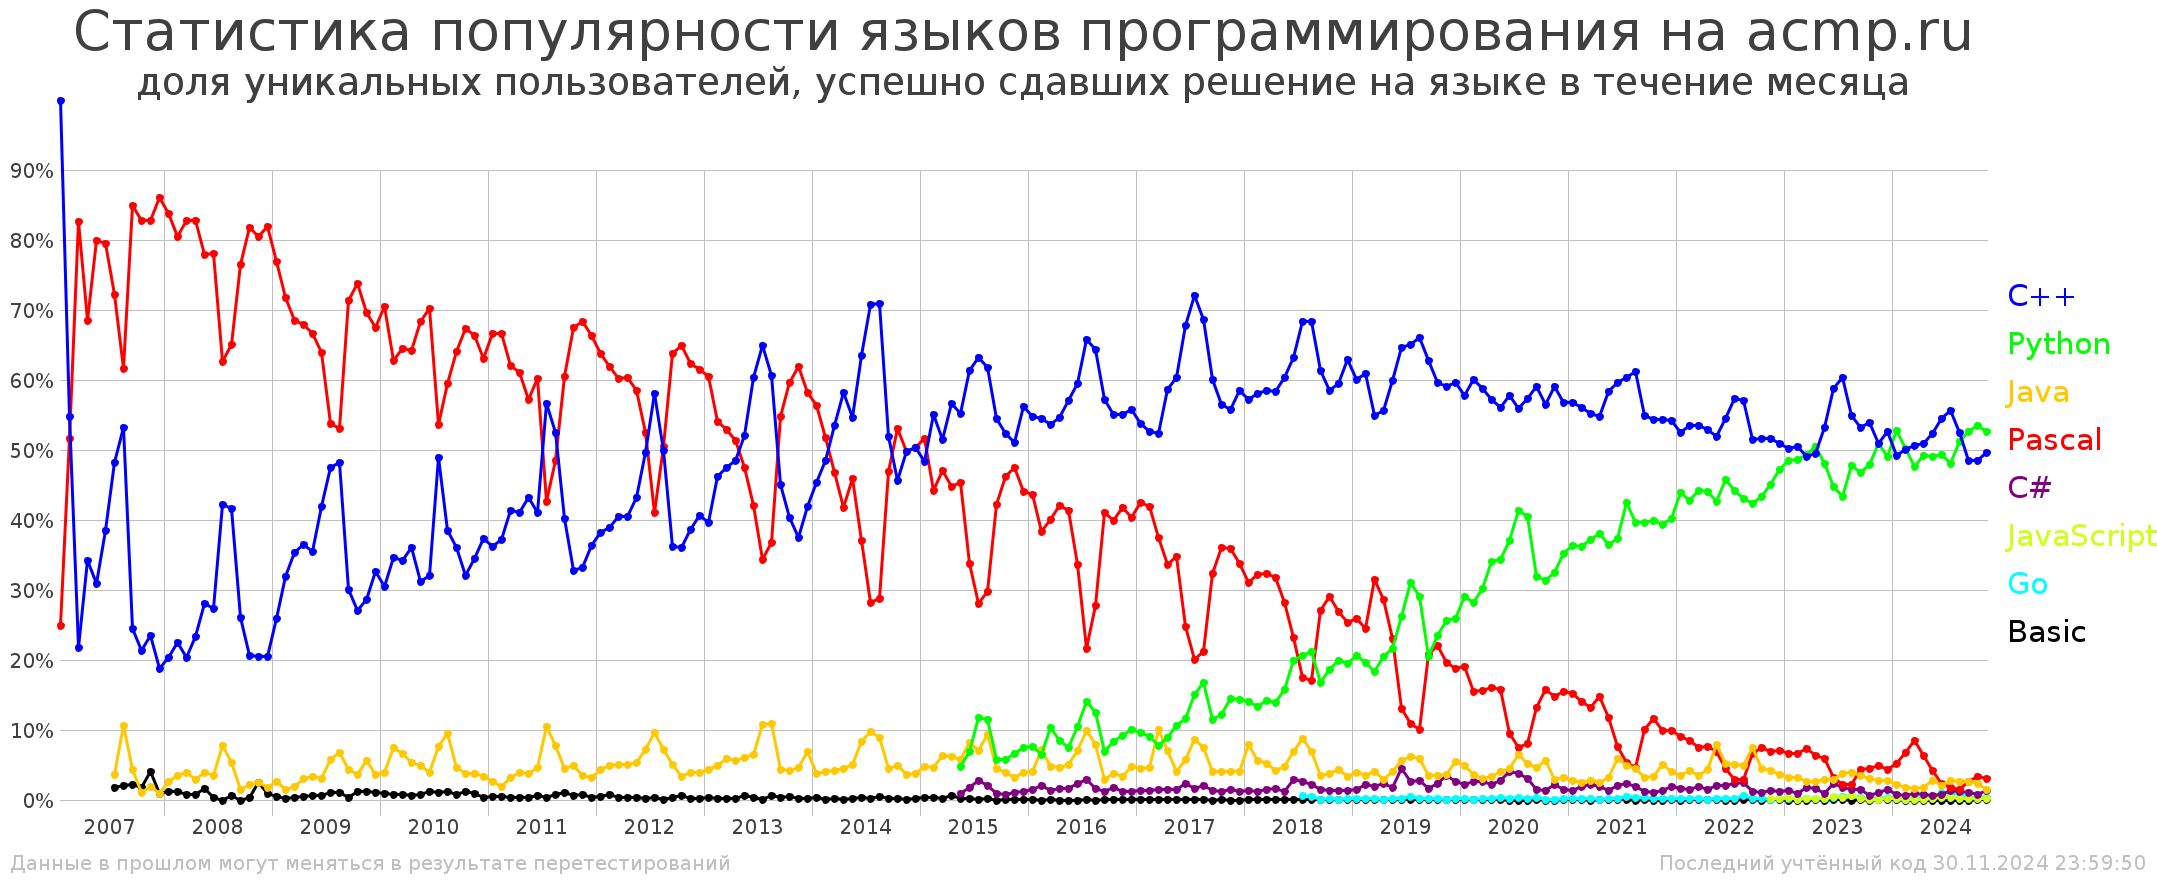 Статистика популярности языков программирования на acmp.ru
доля уникальных пользователей, успешно сдавших решение на языке в течение месяца
90%
80%
70%
60%
50%
40%
30%
20%
10%
0%
C++
Python
Java
Pascal
C#
JavaScript
Go
Basic
2007 2008 2009 2010 2011 2012 2013 2014 2015 2016 2017 2018 2019 2020 2021 2022 2023 2024
Данные в прошлом могут меняться в результате перетестирований
Последний учтённый код 30.11.2024 23:59:50